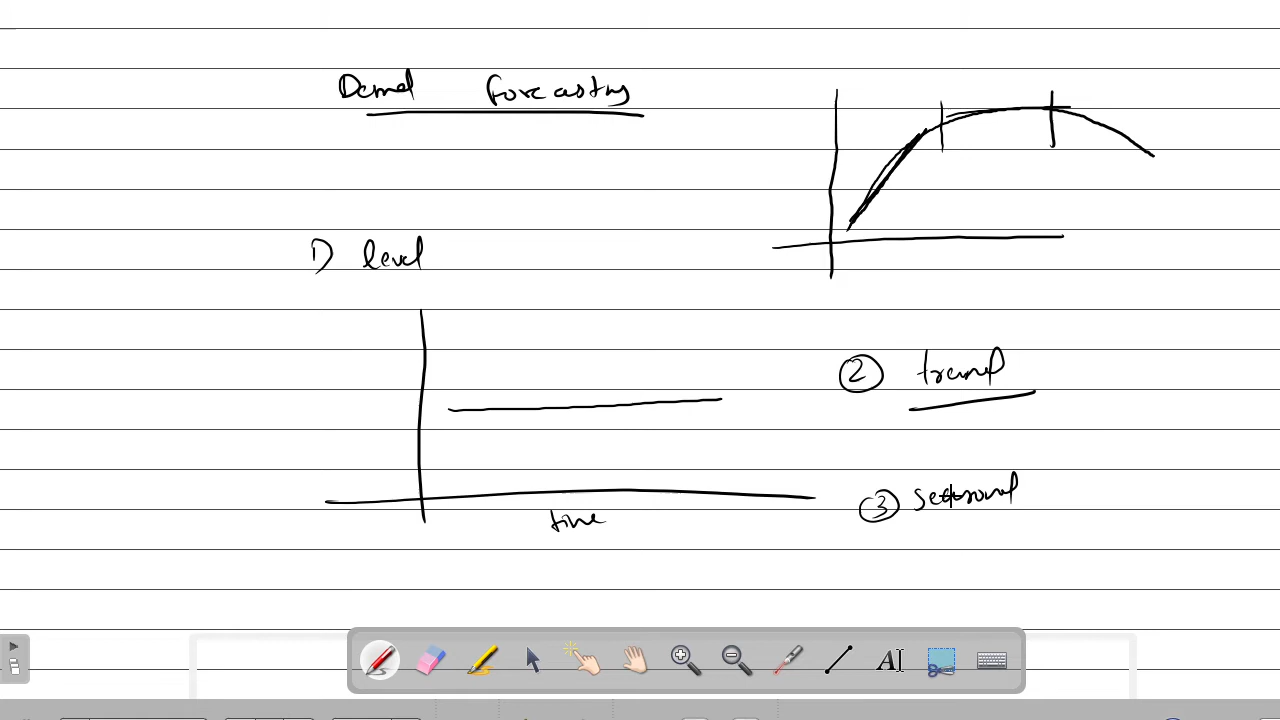 Demand forecasting
1) level
② trend
time
③ Seasonal